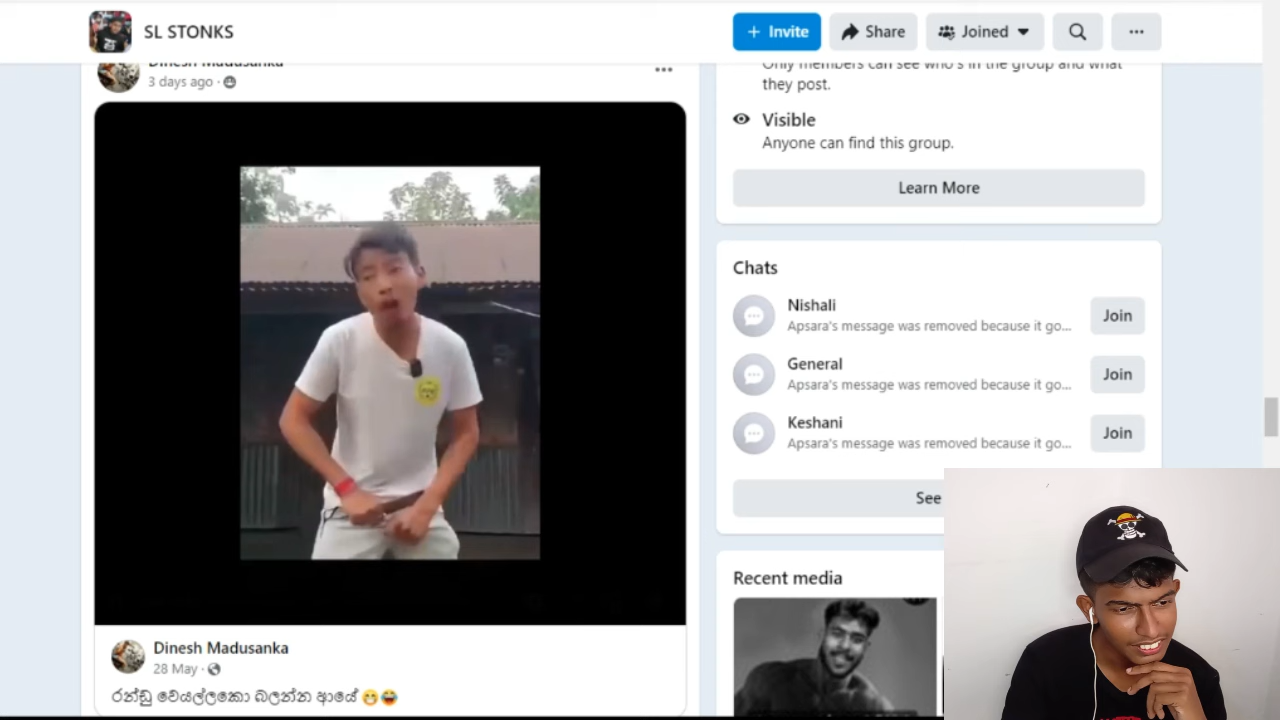 SL STONKS
+ Invite
Share
Joined
Dinesh Madusanka
3 days ago ·
Only members can see who's in the group and what
they post.
Visible
Anyone can find this group.
Learn More
Chats
Nishali
Apsara's message was removed because it go...
Join
General
Apsara's message was removed because it go...
Join
Keshani
Apsara's message was removed because it go...
Join
See
Recent media
Dinesh Madusanka
28 May ·
රන්ඩු වෙයල්ලකො බලන්න ආයේ 😁😂